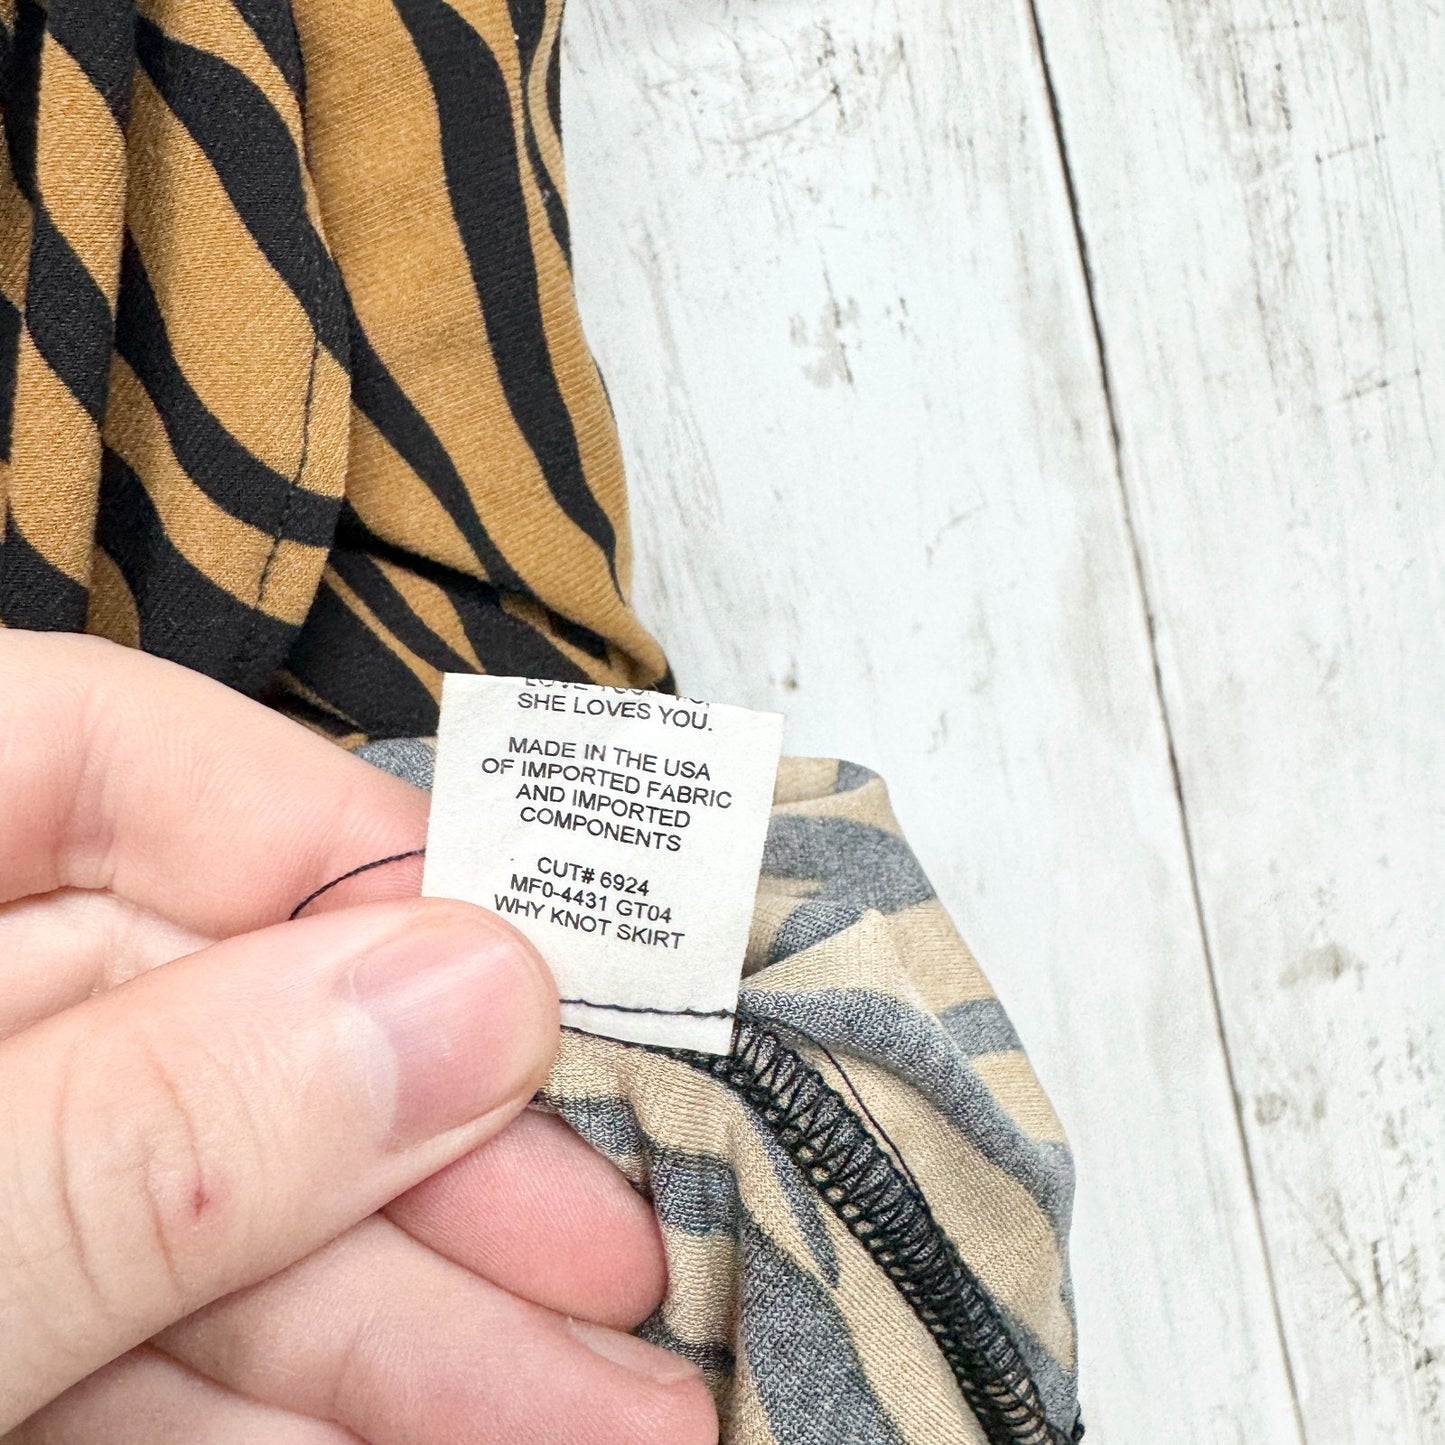 SHE LOVES YOU.
MADE IN THE USA
OF IMPORTED FABRIC
AND IMPORTED
COMPONENTS
CUT# 6924
MF0-4431 GT04
WHY KNOT SKIRT